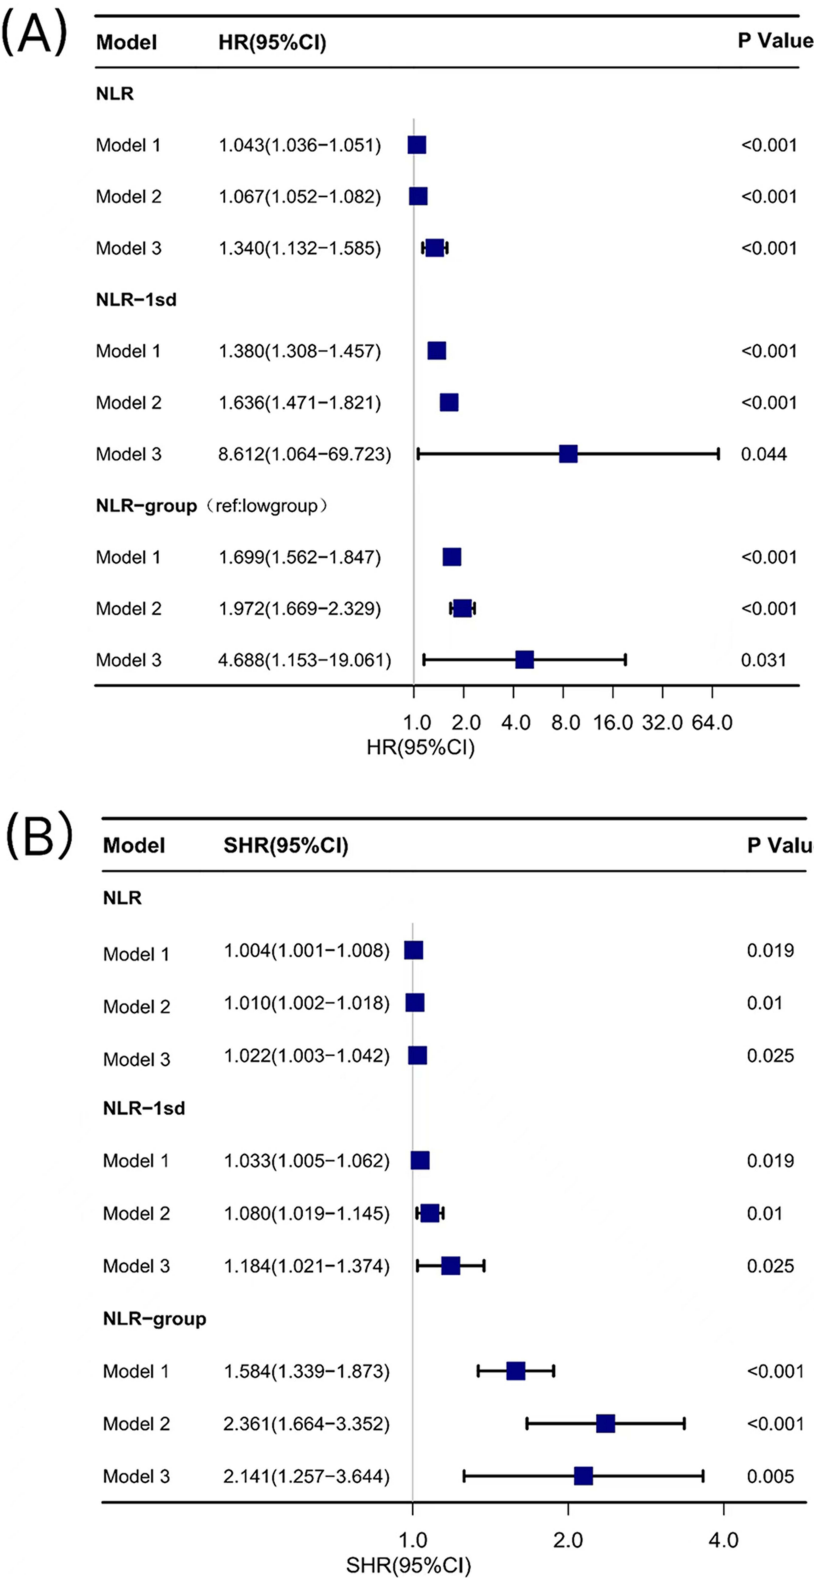 (A)
Model HR(95%CI) P Value
NLR
Model 1 1.043(1.036−1.051) <0.001
Model 2 1.067(1.052−1.082) <0.001
Model 3 1.340(1.132−1.585) <0.001
NLR−1sd
Model 1 1.380(1.308−1.457) <0.001
Model 2 1.636(1.471−1.821) <0.001
Model 3 8.612(1.064−69.723) 0.044
NLR−group（ref:lowgroup）
Model 1 1.699(1.562−1.847) <0.001
Model 2 1.972(1.669−2.329) <0.001
Model 3 4.688(1.153−19.061) 0.031
1.0 2.0 4.0 8.0 16.0 32.0 64.0
HR(95%CI)
(B)
Model SHR(95%CI) P Valu
NLR
Model 1 1.004(1.001−1.008) 0.019
Model 2 1.010(1.002−1.018) 0.01
Model 3 1.022(1.003−1.042) 0.025
NLR−1sd
Model 1 1.033(1.005−1.062) 0.019
Model 2 1.080(1.019−1.145) 0.01
Model 3 1.184(1.021−1.374) 0.025
NLR−group
Model 1 1.584(1.339−1.873) <0.001
Model 2 2.361(1.664−3.352) <0.001
Model 3 2.141(1.257−3.644) 0.005
1.0 2.0 4.0
SHR(95%CI)